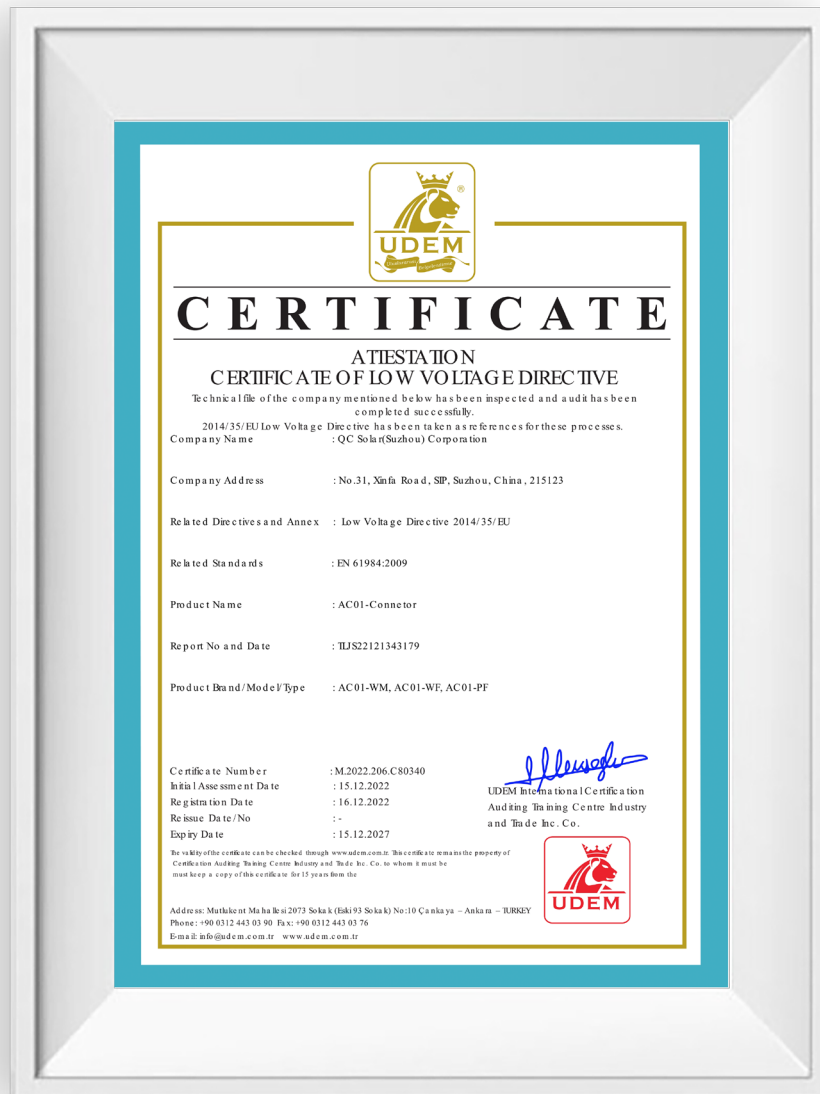 ®
UDEM
CERTIFICATE
ATTESTATION
CERTIFICATE OF LOW VOLTAGE DIRECTIVE
Technical file of the company mentioned below has been inspected and audit has been
completed successfully.
2014/35/EU Low Voltage Directive has been taken as references for these processes.
Company Name : QC Solar(Suzhou) Corporation
Company Address : No.31, Xinfa Road, SIP, Suzhou, China, 215123
Related Directives and Annex : Low Voltage Directive 2014/35/EU
Related Standards : EN 61984:2009
Product Name : AC01-Connetor
Report No and Date : TLJS22121343179
Product Brand/Model/Type : AC01-WM, AC01-WF, AC01-PF
Certificate Number : M.2022.206.C80340
Initial Assessment Date : 15.12.2022
Registration Date : 16.12.2022
Reissue Date/No : -
Expiry Date : 15.12.2027
UDEM International Certification
Auditing Training Centre Industry
and Trade Inc. Co.
The validity of the certificate can be checked through www.udem.com.tr. This certificate remains the property of
Certification Auditing Training Centre Industry and Trade Inc. Co. to whom it must be
must keep a copy of this certificate for 15 years from the
UDEM
Address: Mutlukent Mahallesi 2073 Sokak (Eski 93 Sokak) No:10 Çankaya – Ankara – TURKEY
Phone: +90 0312 443 03 90 Fax: +90 0312 443 03 76
E-mail: info@udem.com.tr www.udem.com.tr